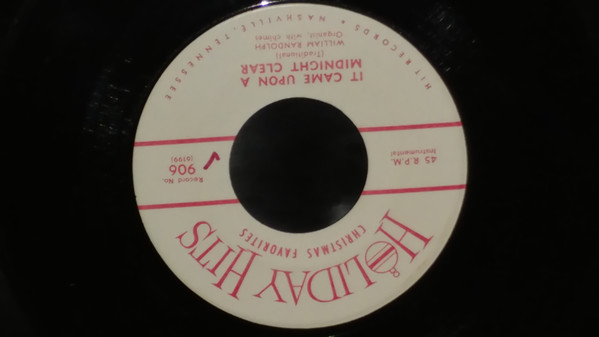 HOLIDAY HITS
CHRISTMAS FAVORITES
45 R.P.M.
Instrumental
Record No.
906
(6199)
IT CAME UPON A
MIDNIGHT CLEAR
(Traditional)
WILLIAM RANDOLPH
Organist, with chimes
HIT RECORDS • NASHVILLE, TENNESSEE